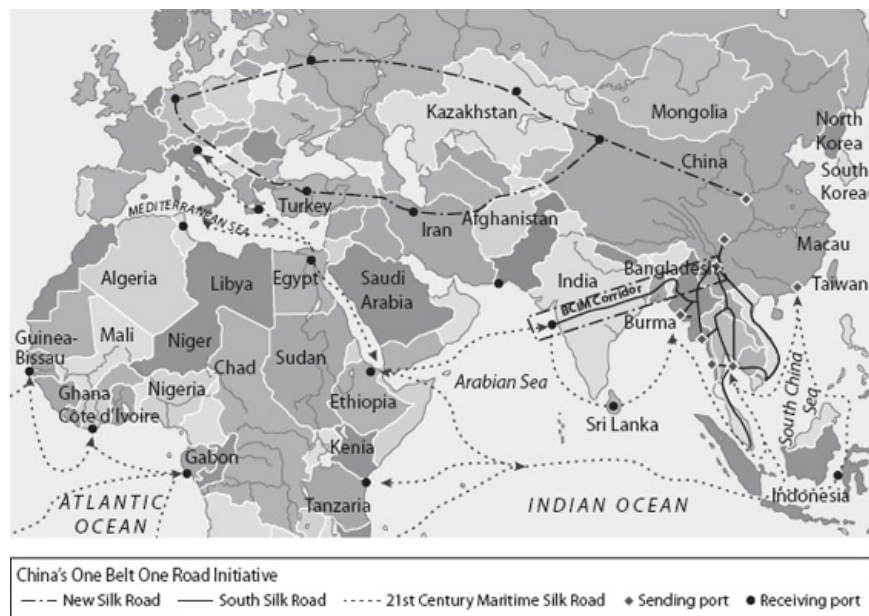 Kazakhstan
Mongolia
North
Korea
South
Korea
China
MEDITERRANEAN SEA
Turkey
Iran
Afghanistan
Macau
Algeria
Libya
Egypt
Saudi
Arabia
India
Bangladesh
Taiwan
BCiM Corridor
Burma
Guinea-
Bissau
Mali
Niger
Chad
Sudan
Arabian Sea
South China
Sea
Ghana
Nigeria
Ethiopia
Sri Lanka
Côte d'Ivoire
Gabon
Kenia
Tanzaria
Indonesia
ATLANTIC
OCEAN
INDIAN OCEAN
China's One Belt One Road Initiative
New Silk Road South Silk Road 21st Century Maritime Silk Road Sending port Receiving port